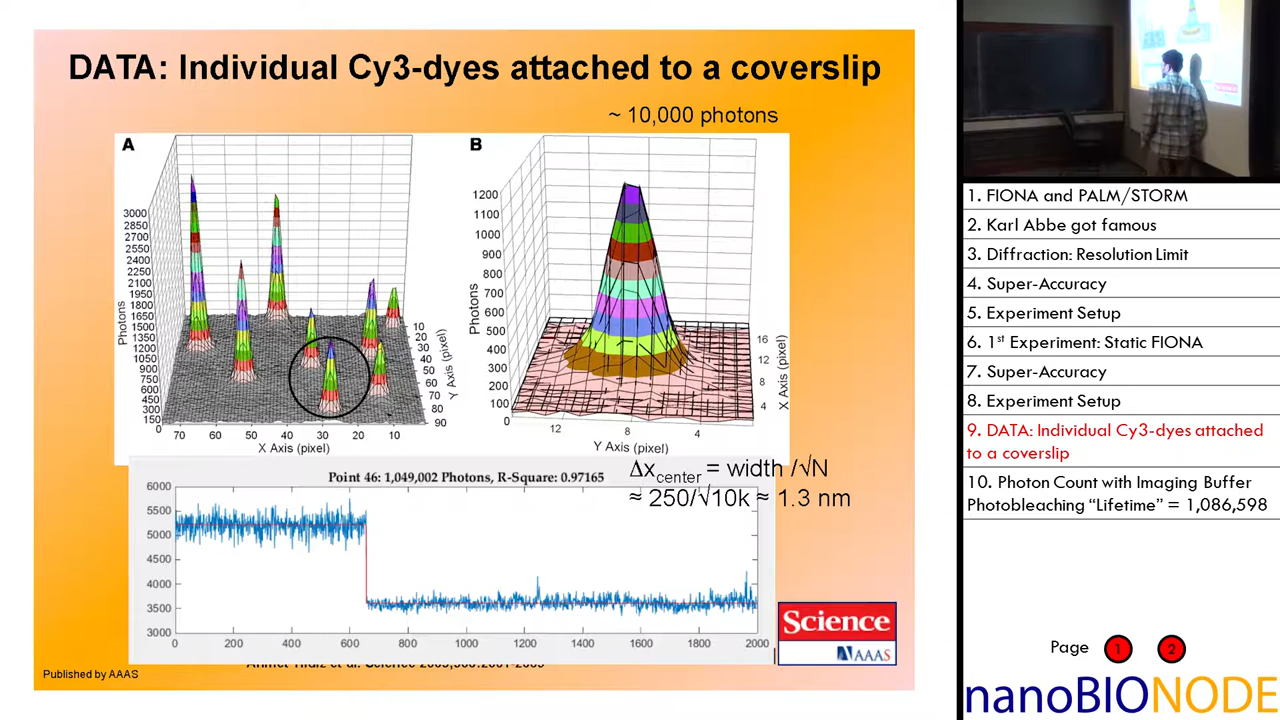 DATA: Individual Cy3-dyes attached to a coverslip
~ 10,000 photons
A
3000
2850
2700
2550
2400
2250
2100
1950
1800
1650
1500
1350
1200
1050
900
750
600
450
300
150
0
Photons
70 60 50 40 30 20 10
X Axis (pixel)
10
20
30
40
50
60
70
80
90
Y Axis (pixel)
B
1200
1100
1000
900
800
700
600
500
400
300
200
100
0
Photons
12 8 4
Y Axis (pixel)
16
12
8
4
X Axis (pixel)
Δxcenter = width /√N
≈ 250/√10k ≈ 1.3 nm
Point 46: 1,049,002 Photons, R-Square: 0.97165
6000
5500
5000
4500
4000
3500
3000
0 200 400 600 800 1000 1200 1400 1600 1800 2000
Science
AAAS
Published by AAAS
1. FIONA and PALM/STORM
2. Karl Abbe got famous
3. Diffraction: Resolution Limit
4. Super-Accuracy
5. Experiment Setup
6. 1st Experiment: Static FIONA
7. Super-Accuracy
8. Experiment Setup
9. DATA: Individual Cy3-dyes attached
to a coverslip
10. Photon Count with Imaging Buffer
Photobleaching “Lifetime” = 1,086,598
Page 1 2
nanoBIONODE